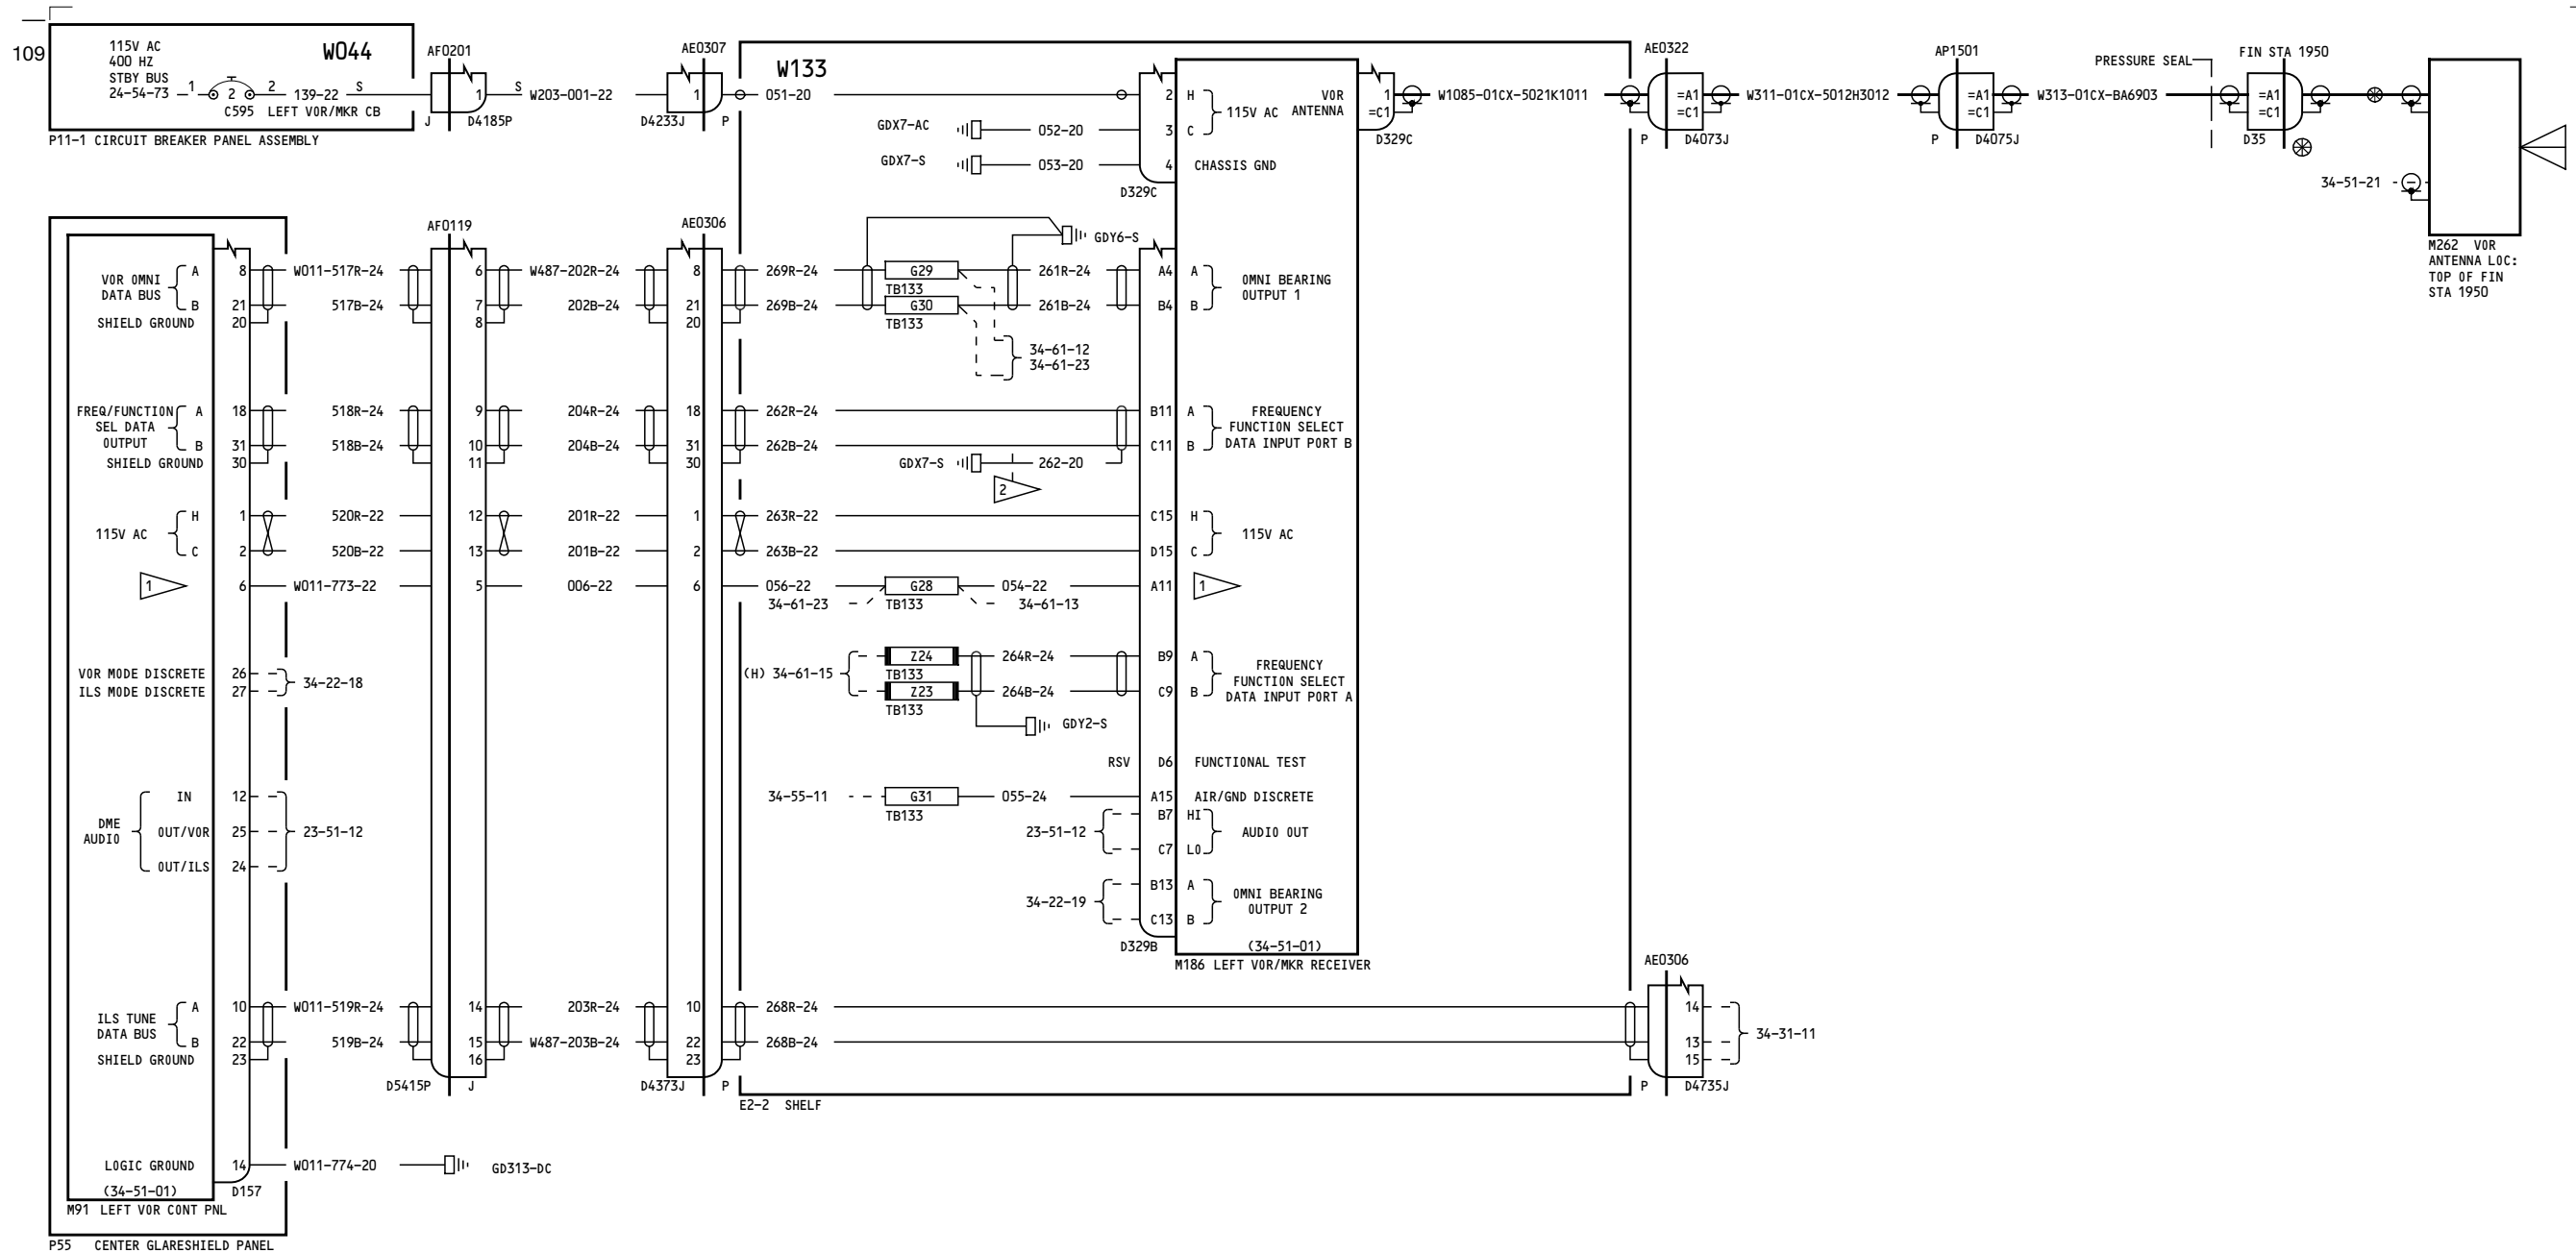 109
115V AC
400 HZ
STBY BUS
24-54-73
W044
1 2 2 139-22 S
C595 LEFT VOR/MKR CB
P11-1 CIRCUIT BREAKER PANEL ASSEMBLY
AF0201
1
J D4185P
S W203-001-22
AE0307
1
D4233J P
W133
051-20
GDX7-AC 052-20
GDX7-S 053-20
2 H
3 C
115V AC
4 CHASSIS GND
D329C
VOR
ANTENNA
1
=C1
D329C
W1085-01CX-5021K1011
AE0322
=A1
=C1
P D4073J
W311-01CX-5012H3012
AP1501
=A1
=C1
P D4075J
W313-01CX-BA6903
PRESSURE SEAL
FIN STA 1950
=A1
=C1
D35
34-51-21
M262 VOR
ANTENNA LOC:
TOP OF FIN
STA 1950
AF0119
AE0306
GDY6-S
VOR OMNI
DATA BUS
A 8 W011-517R-24 6 W487-202R-24 8 269R-24 G29 261R-24 A4 A
TB133
B 21 517B-24 7 202B-24 21 269B-24 G30 261B-24 B4 B
TB133
OMNI BEARING
OUTPUT 1
SHIELD GROUND 20 8 20
34-61-12
34-61-23
FREQ/FUNCTION
SEL DATA
OUTPUT
A 18 518R-24 9 204R-24 18 262R-24 B11 A
B 31 518B-24 10 204B-24 31 262B-24 C11 B
FREQUENCY
FUNCTION SELECT
DATA INPUT PORT B
SHIELD GROUND 30 11 30 GDX7-S 262-20
2
115V AC
H 1 520R-22 12 201R-22 1 263R-22 C15 H
C 2 520B-22 13 201B-22 2 263B-22 D15 C
115V AC
1 6 W011-773-22 5 006-22 6 056-22 G28 054-22 A11 1
34-61-23 TB133 34-61-13
VOR MODE DISCRETE 26
ILS MODE DISCRETE 27
34-22-18
(H) 34-61-15
Z24 264R-24 B9 A
TB133
Z23 264B-24 C9 B
TB133
FREQUENCY
FUNCTION SELECT
DATA INPUT PORT A
GDY2-S
RSV D6 FUNCTIONAL TEST
DME
AUDIO
IN 12
OUT/VOR 25
OUT/ILS 24
23-51-12
34-55-11 G31 055-24 A15 AIR/GND DISCRETE
TB133
23-51-12
B7 HI
C7 LO
AUDIO OUT
34-22-19
B13 A
C13 B
OMNI BEARING
OUTPUT 2
D329B (34-51-01)
M186 LEFT VOR/MKR RECEIVER
ILS TUNE
DATA BUS
A 10 W011-519R-24 14 203R-24 10 268R-24
B 22 519B-24 15 W487-203B-24 22 268B-24
SHIELD GROUND 23 16 23
D5415P J
D4373J P
E2-2 SHELF
AE0306
14
13
15
34-31-11
P D4735J
LOGIC GROUND 14 W011-774-20 GD313-DC
(34-51-01) D157
M91 LEFT VOR CONT PNL
P55 CENTER GLARESHIELD PANEL